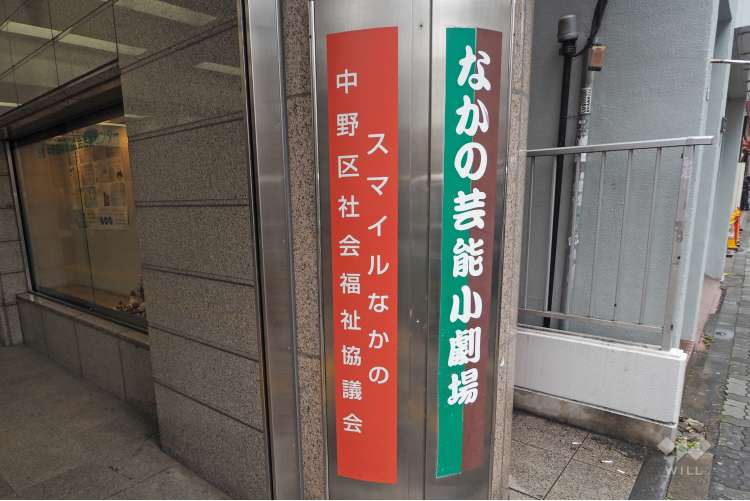 スマイルなかの
中野区社会福祉協議会
なかの芸能小劇場
WILL